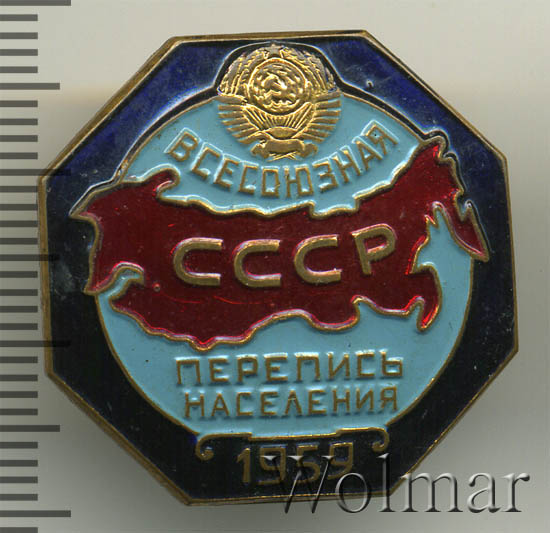 ВСЕСОЮЗНАЯ
СССР
ПЕРЕПИСЬ
НАСЕЛЕНИЯ
1959
Wolmar